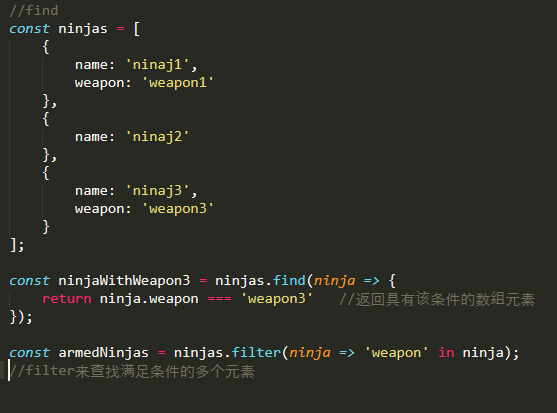 //find
const ninjas = [
    {
        name: 'ninaj1',
        weapon: 'weapon1'
    },
    {
        name: 'ninaj2'
    },
    {
        name: 'ninaj3',
        weapon: 'weapon3'
    }
];
const ninjaWithWeapon3 = ninjas.find(ninja => {
    return ninja.weapon === 'weapon3'   //返回具有该条件的数组元素
});
const armedNinjas = ninjas.filter(ninja => 'weapon' in ninja);
//filter来查找满足条件的多个元素